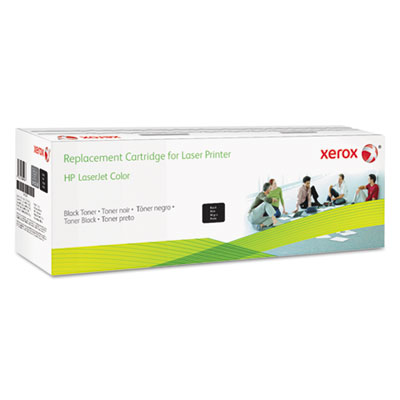 Replacement Cartridge for Laser Printer
HP LaserJet Color
xerox
Black Toner • Toner noir • Tóner negro •
Toner Black • Toner preto